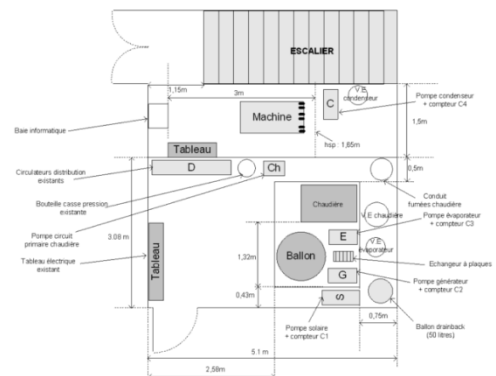 ESCALIER
1,15m
3m
V.E
condenseur
C
Pompe condenseur
+ compteur C4
Machine
1,5m
Baie informatique
hsp : 1,65m
Tableau
Circulateurs distribution
existants
D
Ch
0,5m
Bouteille casse pression
existante
Conduit
fumées chaudière
Chaudière
V.E chaudière
Pompe évaporateur
+ compteur C3
Pompe circuit
primaire chaudière
3.08 m
E
V.E
évaporateur
Tableau électrique
existant
Tableau
1,32m
Ballon
Echangeur à plaques
G
Pompe générateur
+ compteur C2
0,43m
S
Pompe solaire
+ compteur C1
0,75m
Ballon drainback
(50 litres)
5.1 m
2,58m